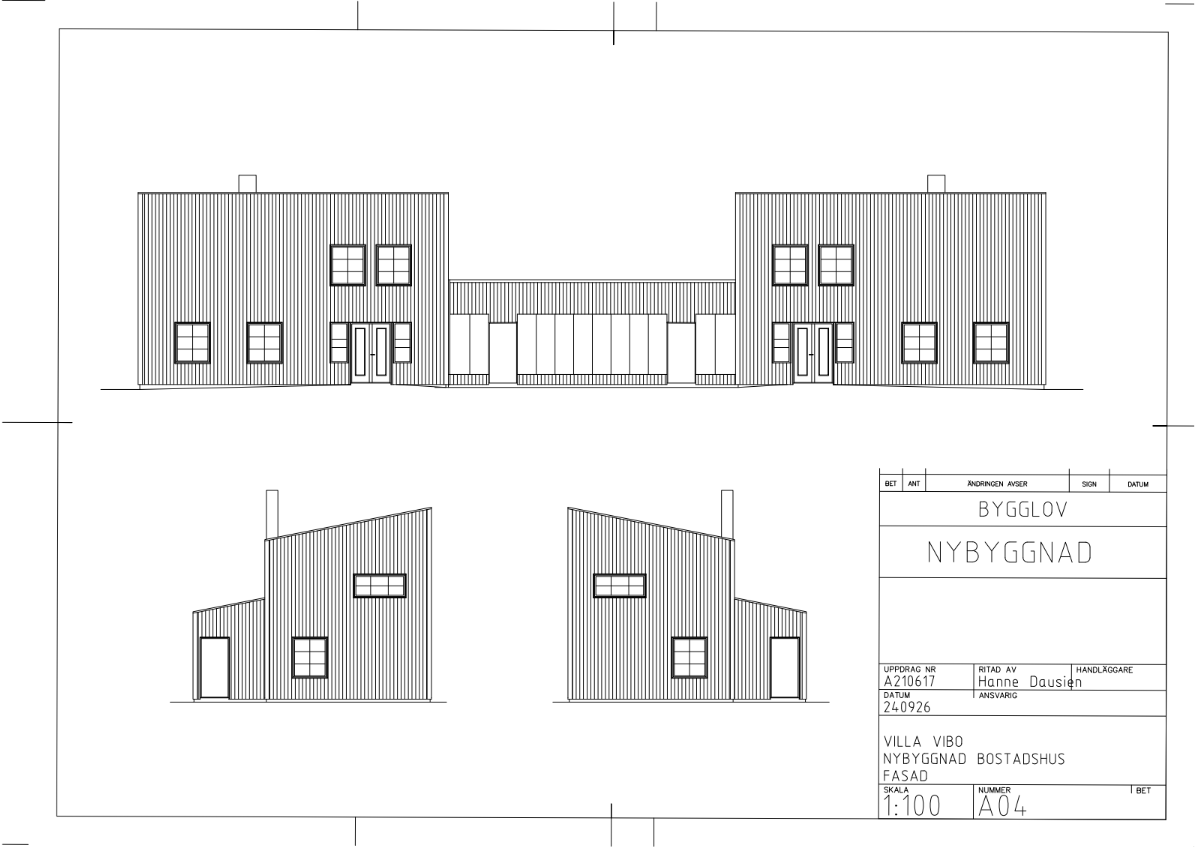 BET ANT ÄNDRINGEN AVSER SIGN DATUM
BYGGLOV
NYBYGGNAD
UPPDRAG NR RITAD AV HANDLÄGGARE
A210617 Hanne Dausien
DATUM ANSVARIG
240926
VILLA VIBO
NYBYGGNAD BOSTADSHUS
FASAD
SKALA NUMMER BET
1:100 A04